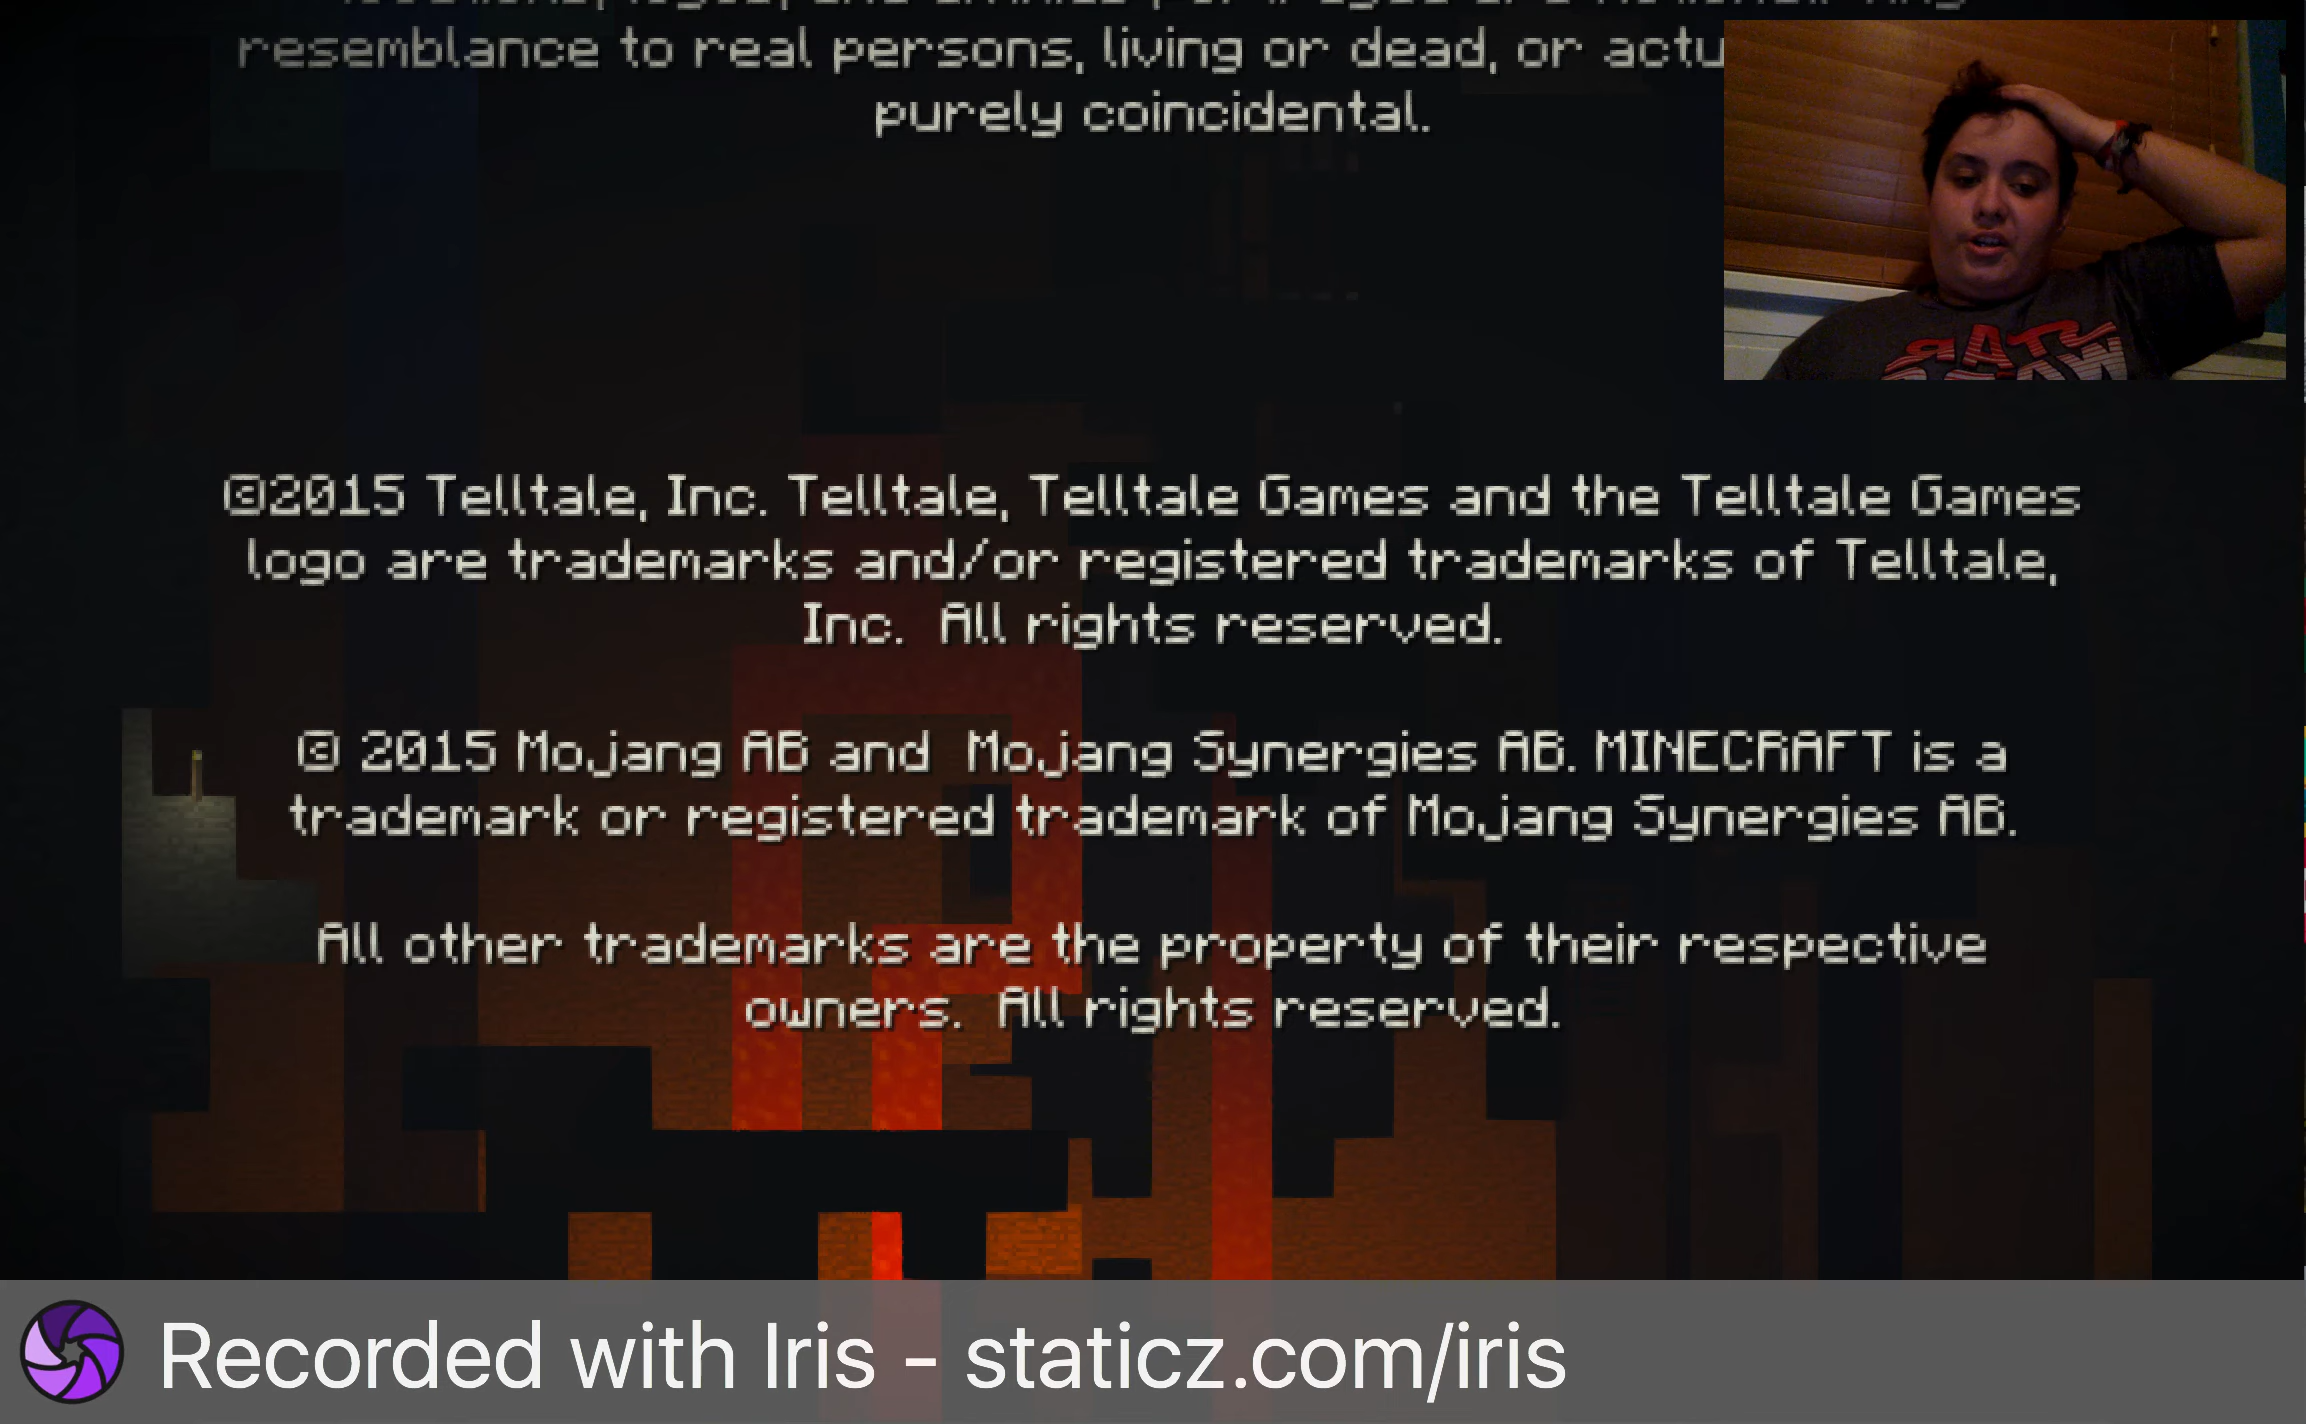 resemblance to real persons, living or dead, or actu
purely coincidental.
©2015 Telltale, Inc. Telltale, Telltale Games and the Telltale Games
logo are trademarks and/or registered trademarks of Telltale,
Inc.  All rights reserved.
© 2015 Mojang AB and  Mojang Synergies AB. MINECRAFT is a
trademark or registered trademark of Mojang Synergies AB.
All other trademarks are the property of their respective
owners.  All rights reserved.
Recorded with Iris - staticz.com/iris